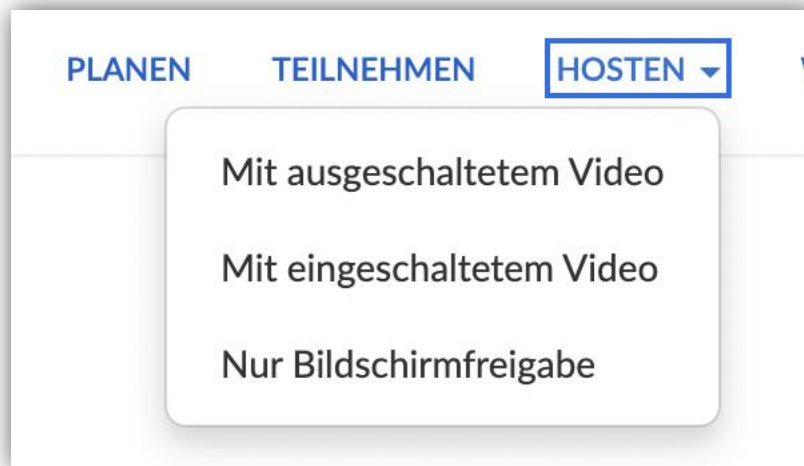 PLANEN TEILNEHMEN HOSTEN
Mit ausgeschaltetem Video
Mit eingeschaltetem Video
Nur Bildschirmfreigabe